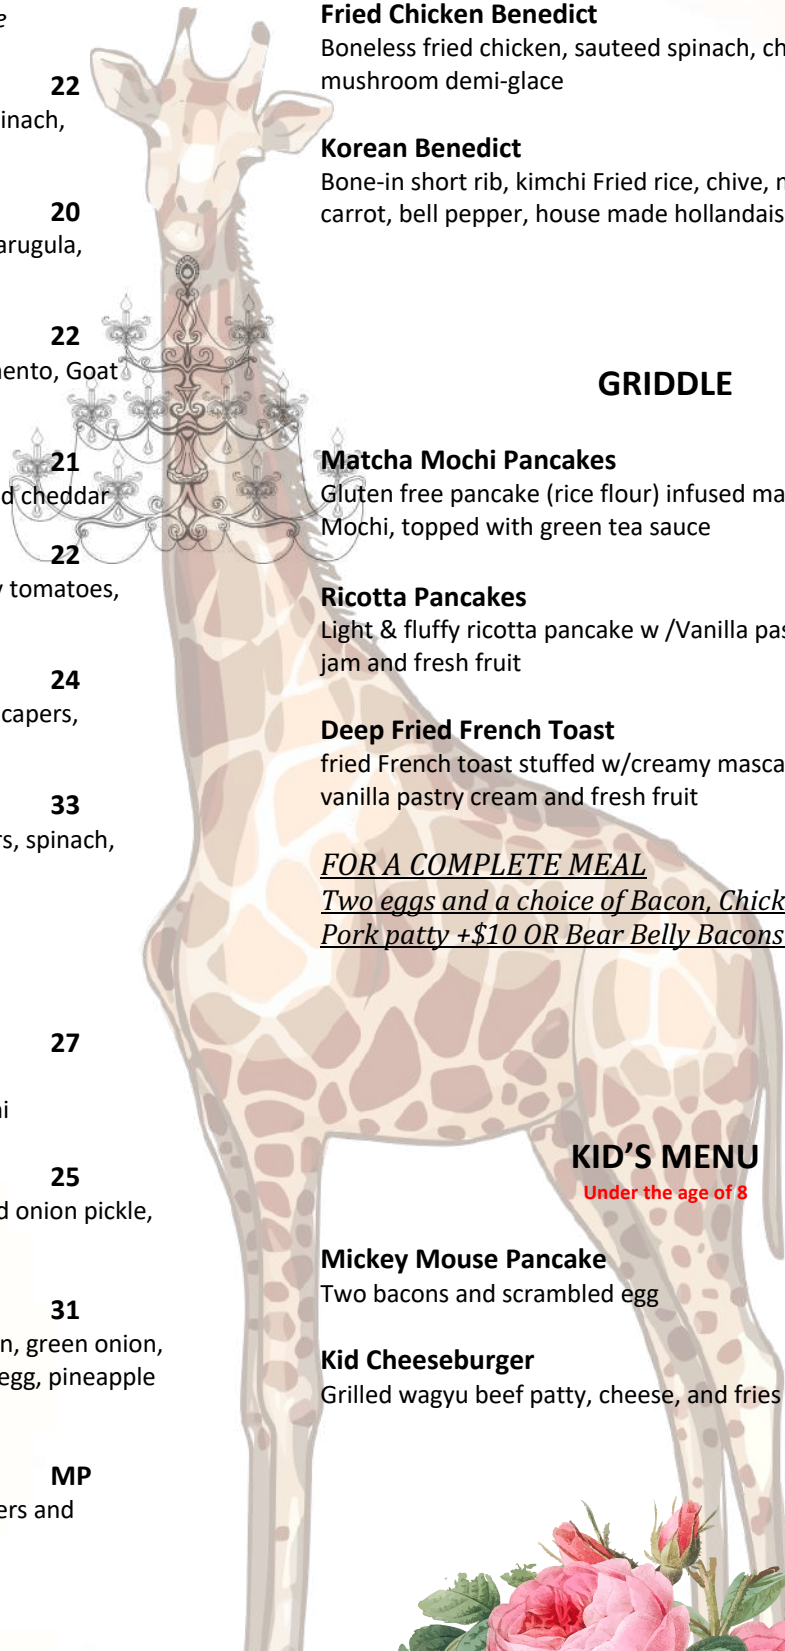 e
22
inach,
20
arugula,
22
ento, Goat
21
d cheddar
22
tomatoes,
24
capers,
33
rs, spinach,
27
ni
25
d onion pickle,
31
n, green onion,
egg, pineapple
MP
ers and
Fried Chicken Benedict
Boneless fried chicken, sauteed spinach, ch
mushroom demi-glace
Korean Benedict
Bone-in short rib, kimchi Fried rice, chive, m
carrot, bell pepper, house made hollandais
GRIDDLE
Matcha Mochi Pancakes
Gluten free pancake (rice flour) infused ma
Mochi, topped with green tea sauce
Ricotta Pancakes
Light & fluffy ricotta pancake w /Vanilla pas
jam and fresh fruit
Deep Fried French Toast
fried French toast stuffed w/creamy masca
vanilla pastry cream and fresh fruit
FOR A COMPLETE MEAL
Two eggs and a choice of Bacon, Chick
Pork patty +$10 OR Bear Belly Bacons
KID’S MENU
Under the age of 8
Mickey Mouse Pancake
Two bacons and scrambled egg
Kid Cheeseburger
Grilled wagyu beef patty, cheese, and fries